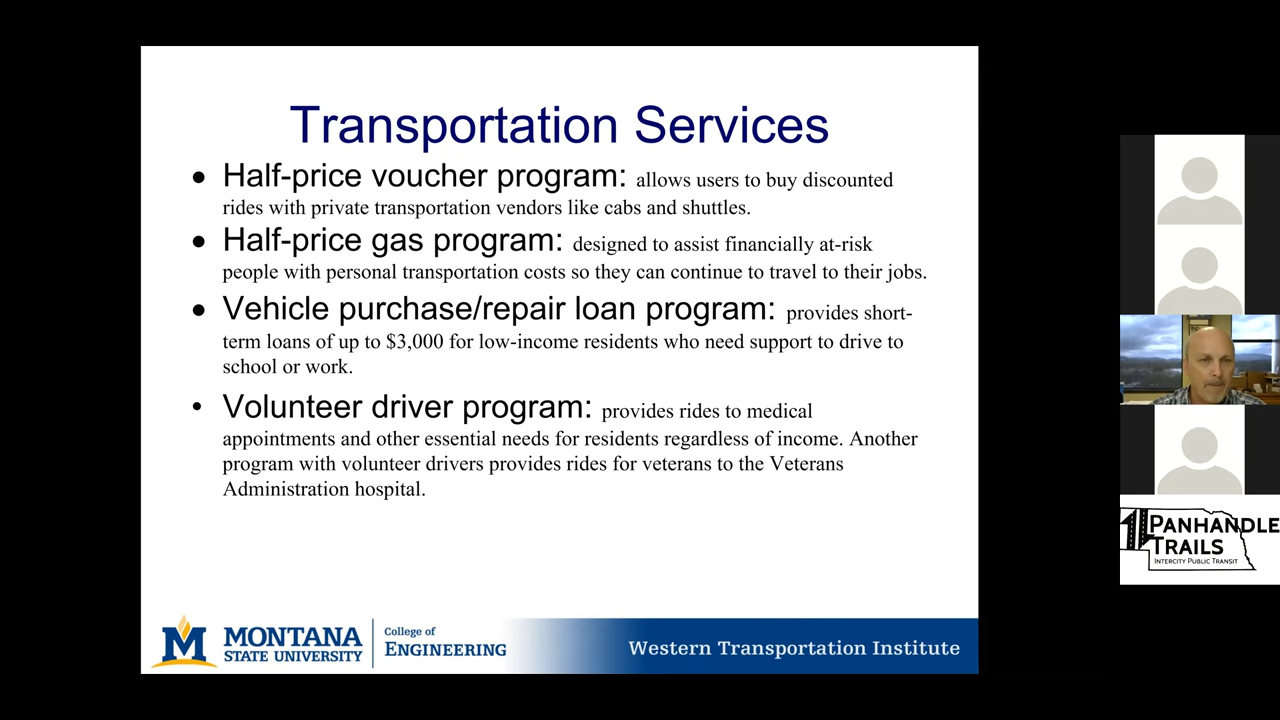 Transportation Services
• Half-price voucher program: allows users to buy discounted
rides with private transportation vendors like cabs and shuttles.
• Half-price gas program: designed to assist financially at-risk
people with personal transportation costs so they can continue to travel to their jobs.
• Vehicle purchase/repair loan program: provides short-
term loans of up to $3,000 for low-income residents who need support to drive to
school or work.
• Volunteer driver program: provides rides to medical
appointments and other essential needs for residents regardless of income. Another
program with volunteer drivers provides rides for veterans to the Veterans
Administration hospital.
M MONTANA
STATE UNIVERSITY
College of
ENGINEERING
Western Transportation Institute
PANHANDLE
TRAILS
INTERCITY PUBLIC TRANSIT